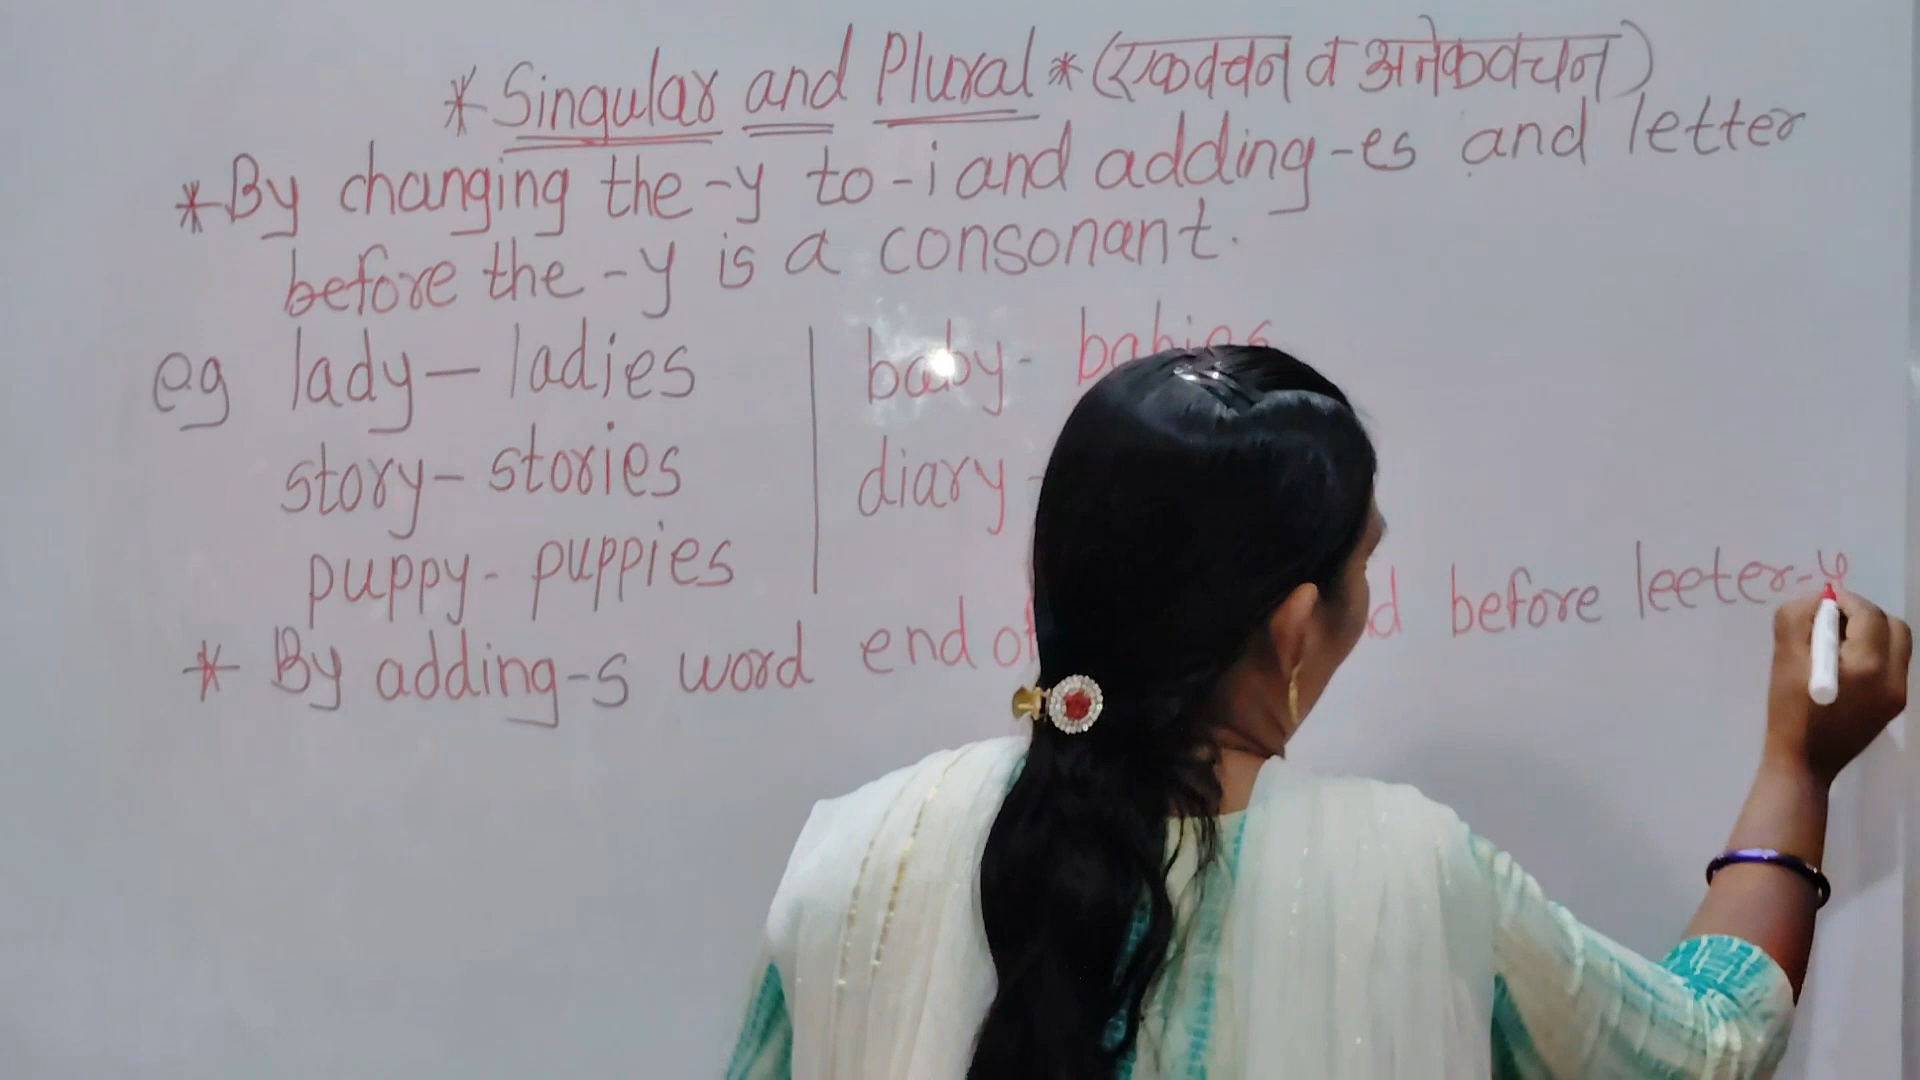 * Singular and Plural * (एकवचन व अनेकवचन)
* By changing the -y to -i and adding -es and letter
before the -y is a consonant.
eg lady - ladies | baby - babies
story - stories | diary -
puppy - puppies
* By adding -s word end of before leeter-